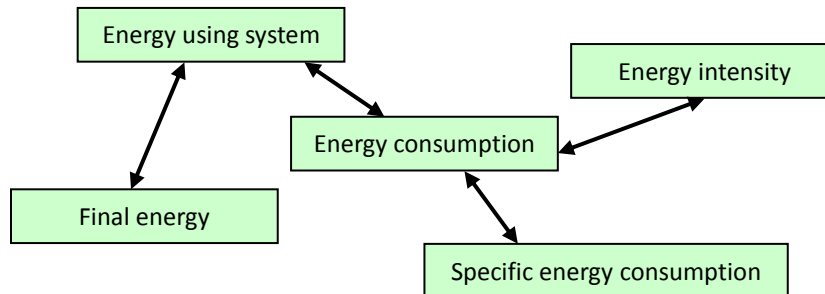 Energy using system
Energy intensity
Energy consumption
Final energy
Specific energy consumption